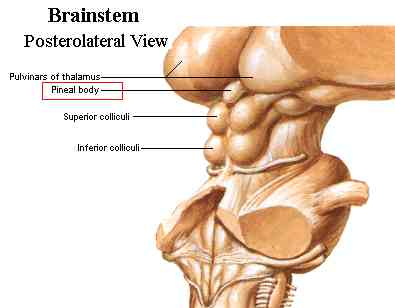 Brainstem
Posterolateral View
Pulvinars of thalamus
Pineal body
Superior colliculi
Inferior colliculi